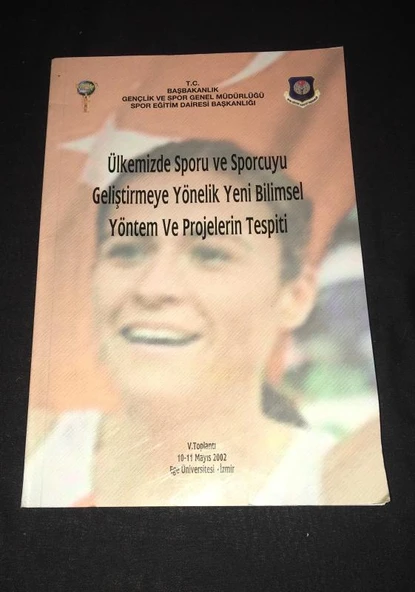 T.C.
BAŞBAKANLIK
GENÇLİK VE SPOR GENEL MÜDÜRLÜĞÜ
SPOR EĞİTİM DAİRESİ BAŞKANLIĞI
Ülkemizde Sporu ve Sporcuyu
Geliştirmeye Yönelik Yeni Bilimsel
Yöntem Ve Projelerin Tespiti
V.Toplantı
10-11 Mayıs 2002
Ege Üniversitesi - İzmir